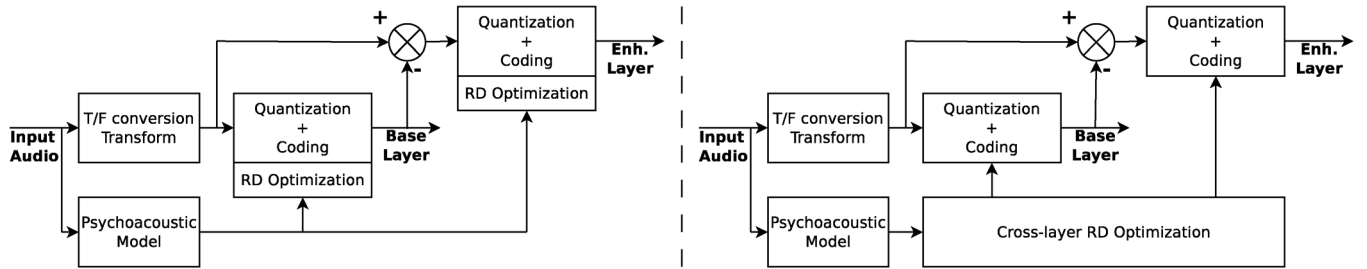 Quantization
+
Coding
RD Optimization
+
-
Enh.
Layer
T/F conversion
Transform
Quantization
+
Coding
RD Optimization
Input
Audio
Base
Layer
Psychoacoustic
Model
Quantization
+
Coding
+
-
Enh.
Layer
T/F conversion
Transform
Quantization
+
Coding
Input
Audio
Base
Layer
Psychoacoustic
Model
Cross-layer RD Optimization